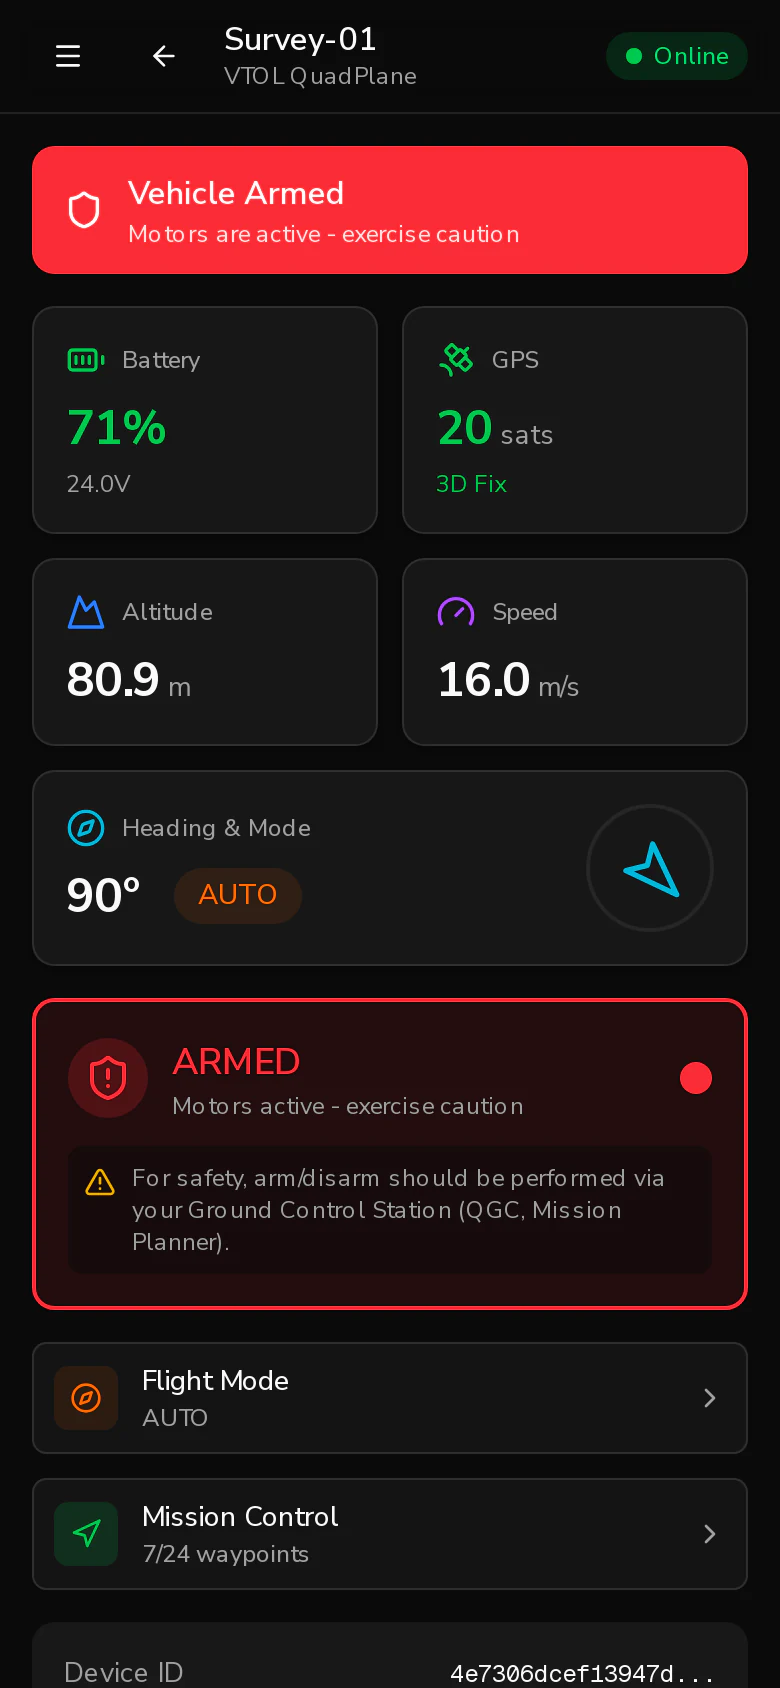 Survey-01
VTOL QuadPlane
Online
Vehicle Armed
Motors are active - exercise caution
Battery
71%
24.0V
GPS
20 sats
3D Fix
Altitude
80.9 m
Speed
16.0 m/s
Heading & Mode
90°
AUTO
ARMED
Motors active - exercise caution
For safety, arm/disarm should be performed via
your Ground Control Station (QGC, Mission
Planner).
Flight Mode
AUTO
Mission Control
7/24 waypoints
Device ID
4e7306dcef13947d...